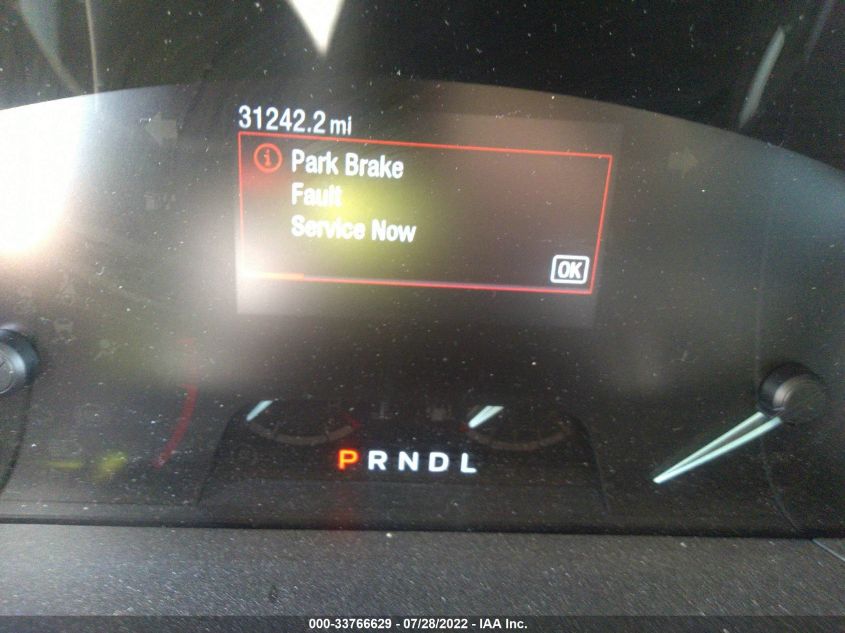 31242.2 mi
Park Brake
Fault
Service Now
OK
PRNDL
000-33766629 - 07/28/2022 - IAA Inc.